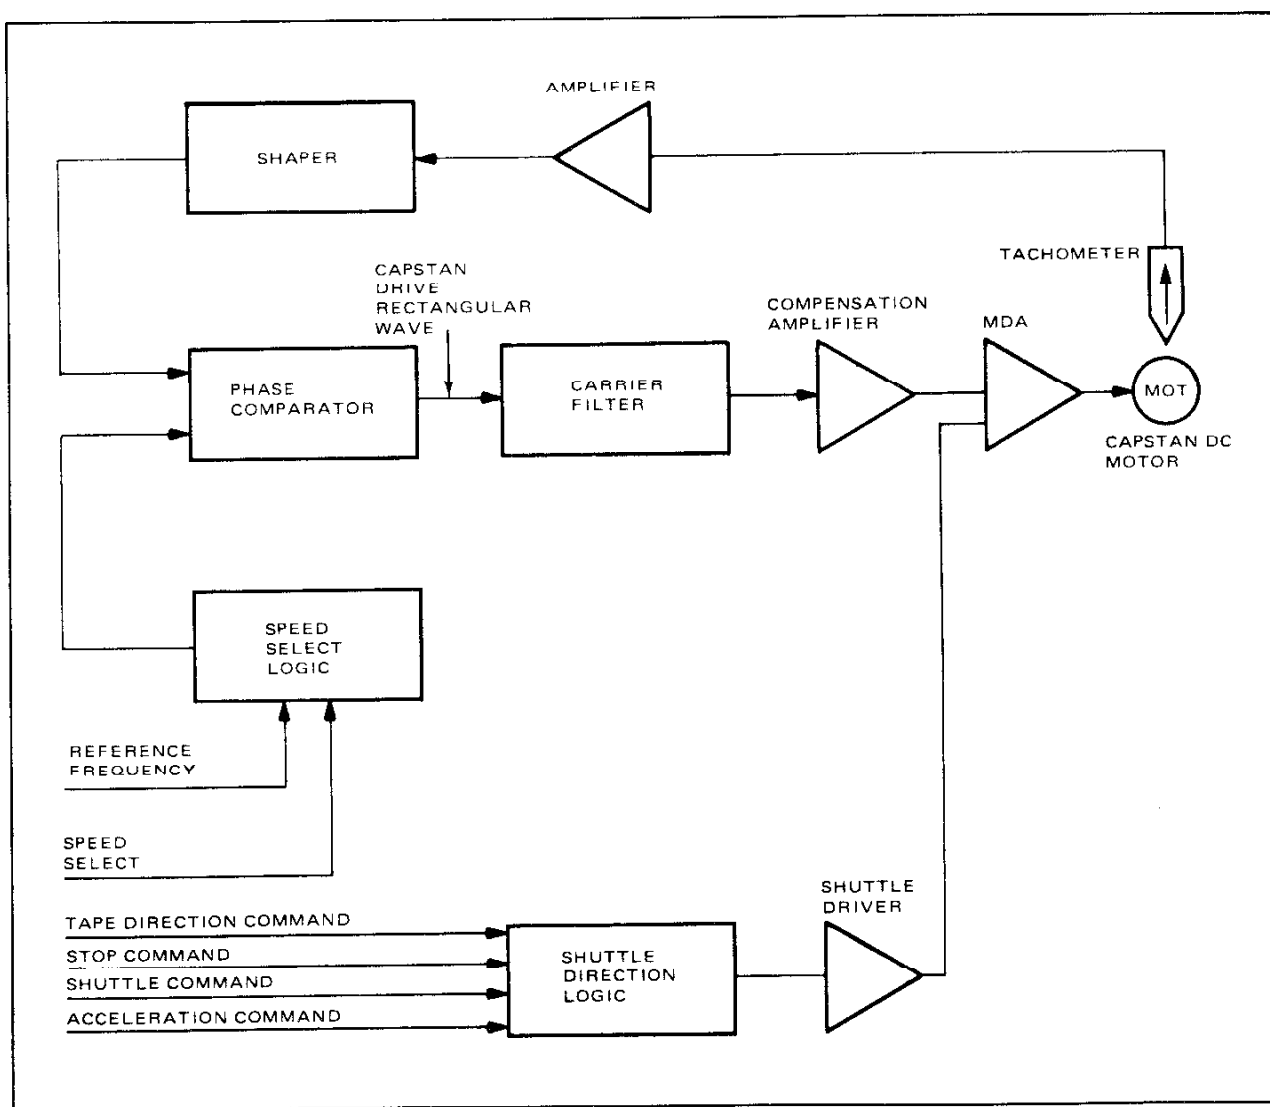 AMPLIFIER
SHAPER
TACHOMETER
CAPSTAN
DRIVE
RECTANGULAR
WAVE
COMPENSATION
AMPLIFIER
MDA
PHASE
COMPARATOR
CARRIER
FILTER
MOT
CAPSTAN DC
MOTOR
SPEED
SELECT
LOGIC
REFERENCE
FREQUENCY
SPEED
SELECT
SHUTTLE
DRIVER
TAPE DIRECTION COMMAND
STOP COMMAND
SHUTTLE COMMAND
ACCELERATION COMMAND
SHUTTLE
DIRECTION
LOGIC